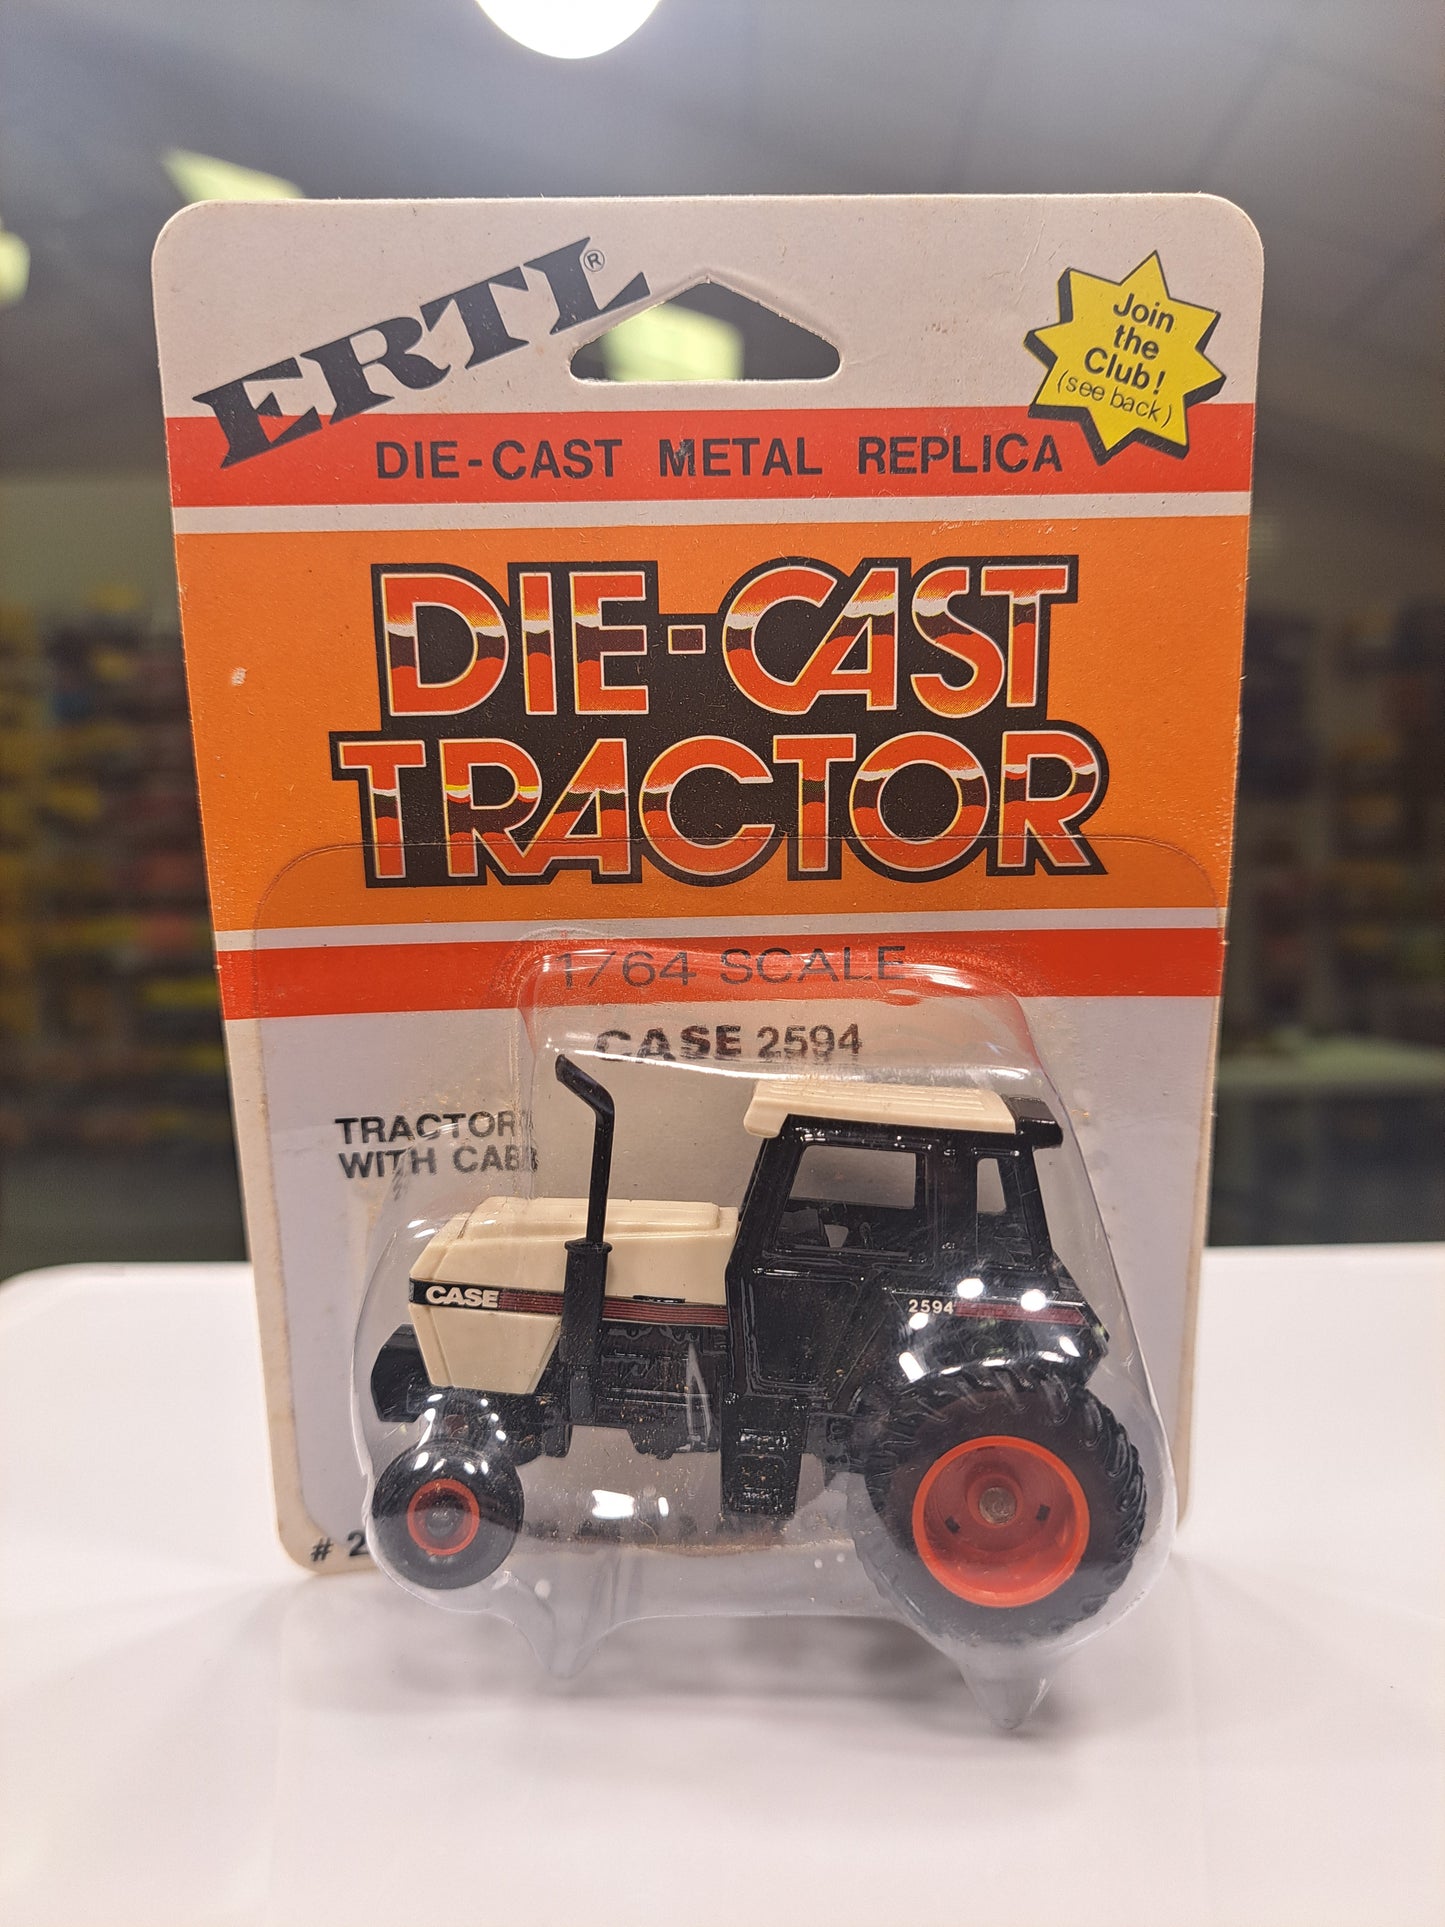 ERTL®
Join
the
Club!
(see back)
DIE-CAST METAL REPLICA
DIE-CAST
TRACTOR
1/64 SCALE
CASE 2594
TRACTOR
WITH CAB
CASE
2594
# 2